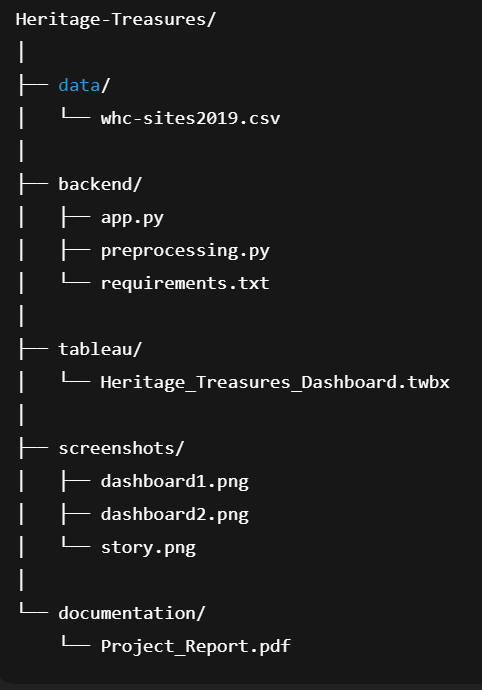 Heritage-Treasures/
│
├── data/
│   └── whc-sites2019.csv
│
├── backend/
│   ├── app.py
│   ├── preprocessing.py
│   └── requirements.txt
│
├── tableau/
│   └── Heritage_Treasures_Dashboard.twbx
│
├── screenshots/
│   ├── dashboard1.png
│   ├── dashboard2.png
│   └── story.png
│
└── documentation/
    └── Project_Report.pdf